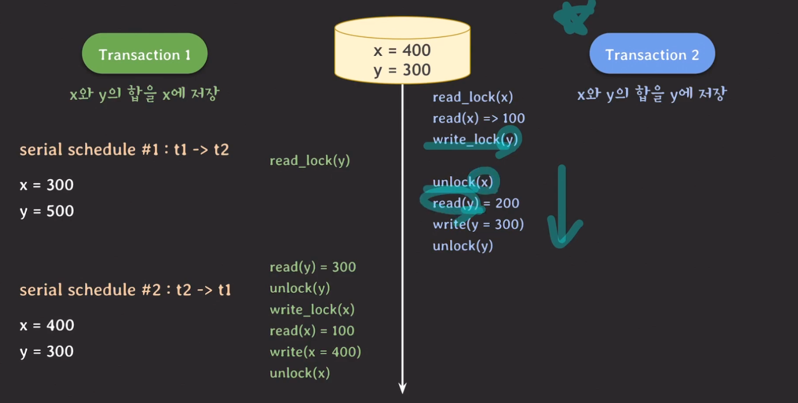 Transaction 1
x와 y의 합을 x에 저장
x = 400
y = 300
Transaction 2
x와 y의 합을 y에 저장
serial schedule #1 : t1 -> t2
x = 300
y = 500
serial schedule #2 : t2 -> t1
x = 400
y = 300
read_lock(y)
read(y) = 300
unlock(y)
write_lock(x)
read(x) = 100
write(x = 400)
unlock(x)
read_lock(x)
read(x) => 100
write_lock(y)
unlock(x)
read(y) = 200
write(y = 300)
unlock(y)